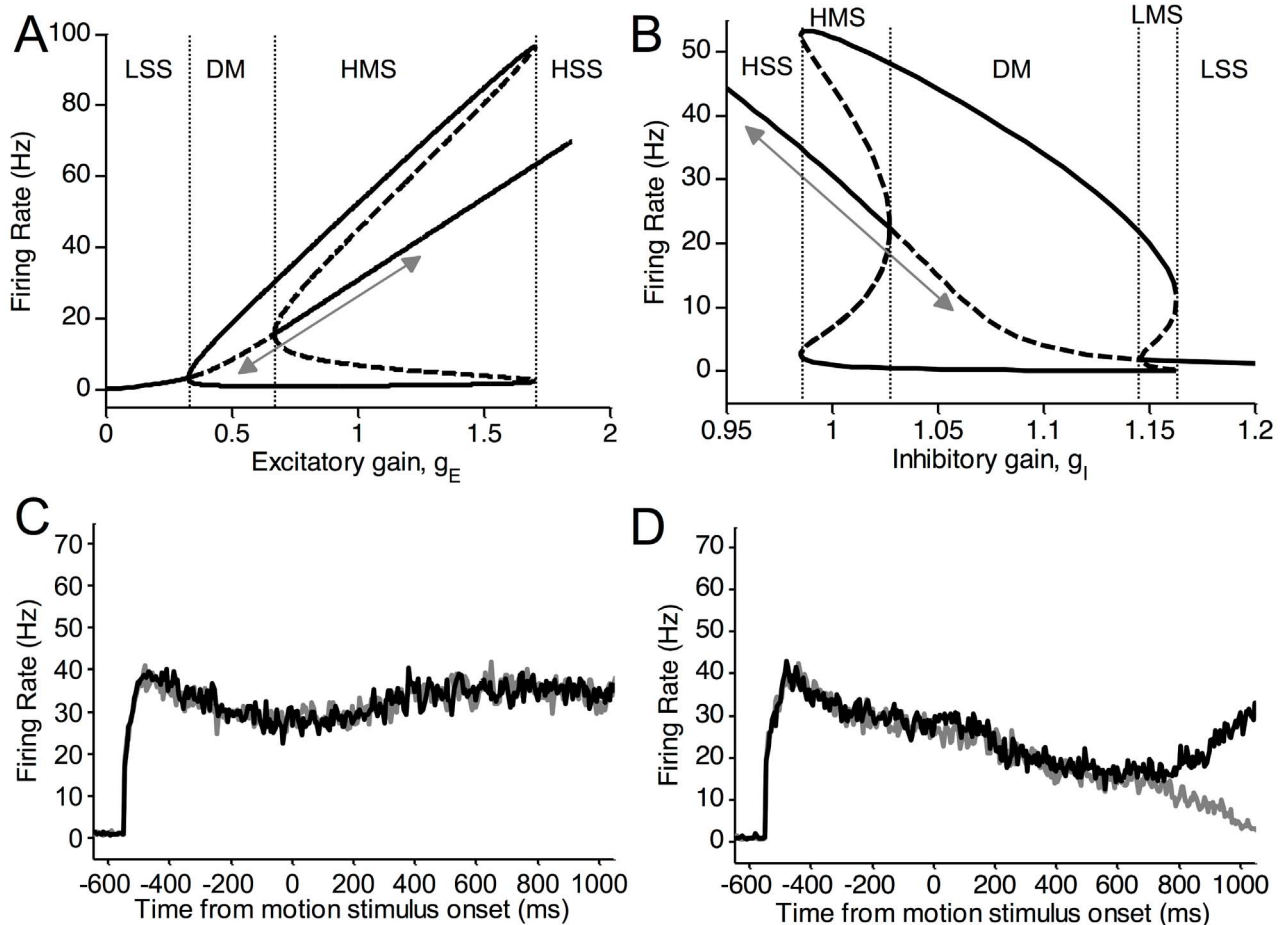 A
100
80
60
40
20
0
Firing Rate (Hz)
LSS DM HMS HSS
0 0.5 1 1.5 2
Excitatory gain, gE
B
HMS LMS
HSS DM LSS
50
40
30
20
10
0
Firing Rate (Hz)
0.95 1 1.05 1.1 1.15 1.2
Inhibitory gain, gI
C
70
60
50
40
30
20
10
0
Firing Rate (Hz)
-600 -400 -200 0 200 400 600 800 1000
Time from motion stimulus onset (ms)
D
70
60
50
40
30
20
10
0
Firing Rate (Hz)
-600 -400 -200 0 200 400 600 800 1000
Time from motion stimulus onset (ms)